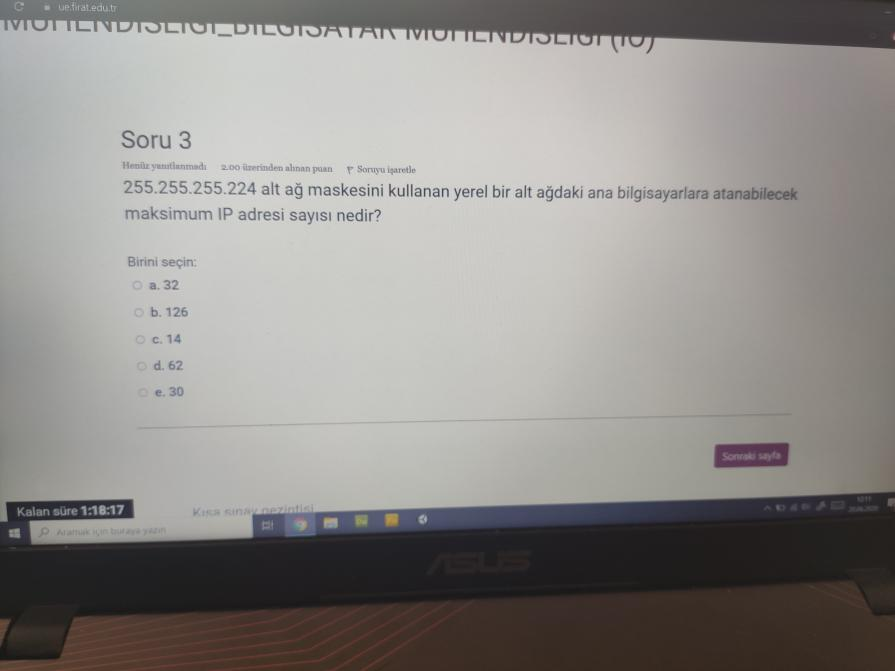 ue.firat.edu.tr
MÜHENDİSLİĞİ_BİLGİSAYAR MÜHENDİSLİĞİ (İÖ)
Soru 3
Henüz yanıtlanmadı 2.00 üzerinden alınan puan Soruyu işaretle
255.255.255.224 alt ağ maskesini kullanan yerel bir alt ağdaki ana bilgisayarlara atanabilecek
maksimum IP adresi sayısı nedir?
Birini seçin:
a. 32
b. 126
c. 14
d. 62
e. 30
Sonraki sayfa
Kalan süre 1:18:17
Kısa sınav gezintisi
Aramak için buraya yazın
ASUS